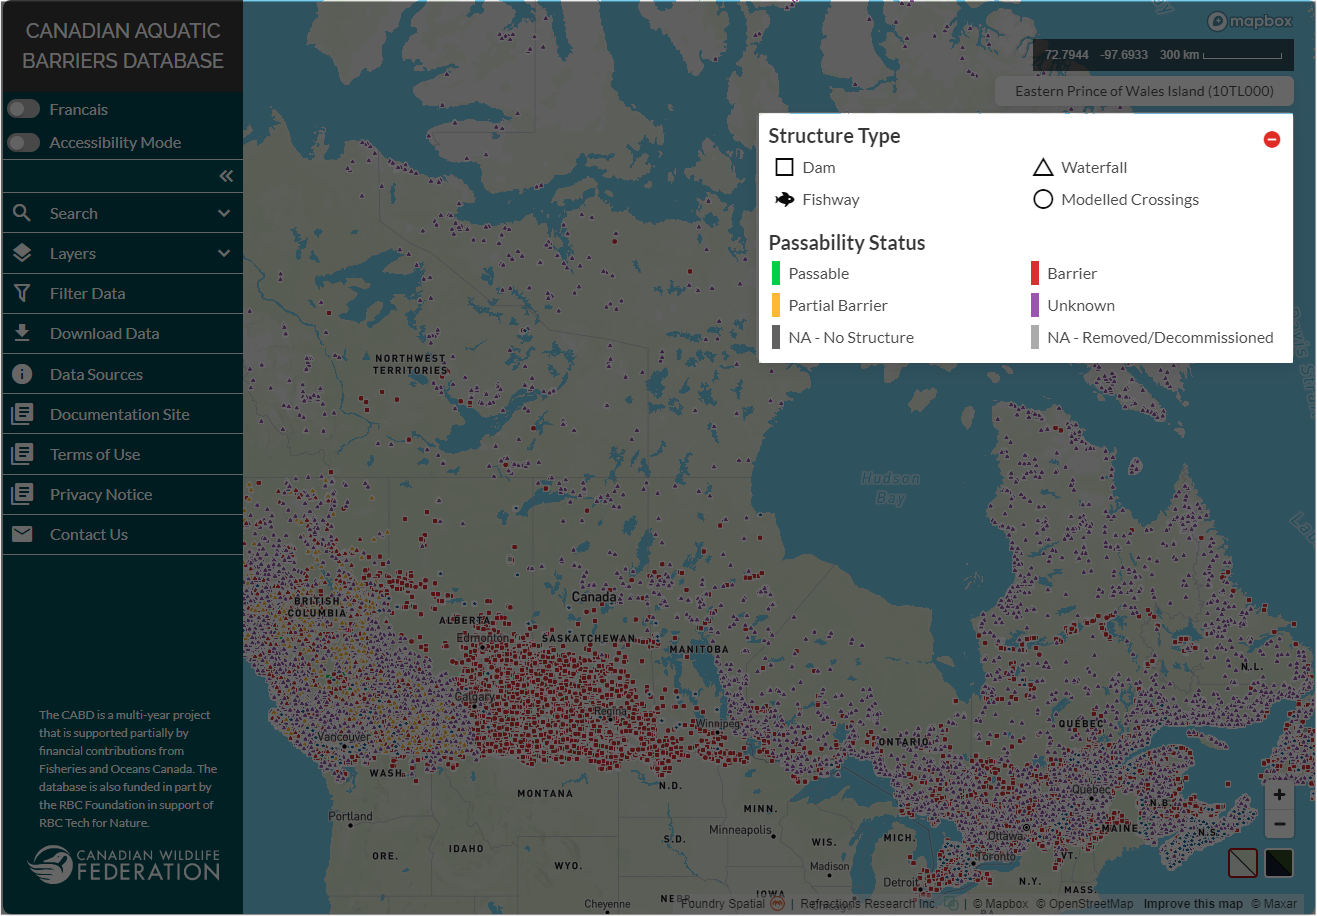 CANADIAN AQUATIC
BARRIERS DATABASE
Francais
Accessibility Mode
Search
Layers
Filter Data
Download Data
Data Sources
Documentation Site
Terms of Use
Privacy Notice
Contact Us
The CABD is a multi-year project
that is supported partially by
financial contributions from
Fisheries and Oceans Canada. The
database is also funded in part by
the RBC Foundation in support of
RBC Tech for Nature.
CANADIAN WILDLIFE
FEDERATION
mapbox
72.7944 -97.6933 300 km
Eastern Prince of Wales Island (10TL000)
Structure Type
Dam
Waterfall
Fishway
Modelled Crossings
Passability Status
Passable
Barrier
Partial Barrier
Unknown
NA - No Structure
NA - Removed/Decommissioned
NORTHWEST
TERRITORIES
Hudson
Bay
Canada
BRITISH
COLUMBIA
ALBERTA
Edmonton
SASKATCHEWAN
MANITOBA
N.L.
Calgary
Regina
Winnipeg
QUÉBEC
Vancouver
ONTARIO
WASH.
MONTANA
N.D.
Québec
N.B.
MINN.
Portland
Minneapolis
MAINE
N.S.
S.D.
WIS.
MICH.
Ottawa
ORE.
IDAHO
Toronto
VT.
WYO.
Madison
Detroit
N.Y.
MASS.
PA.
IOWA
Cheyenne
Chicago
Foundry Spatial | Refractions Research Inc. | © Mapbox © OpenStreetMap Improve this map © Maxar